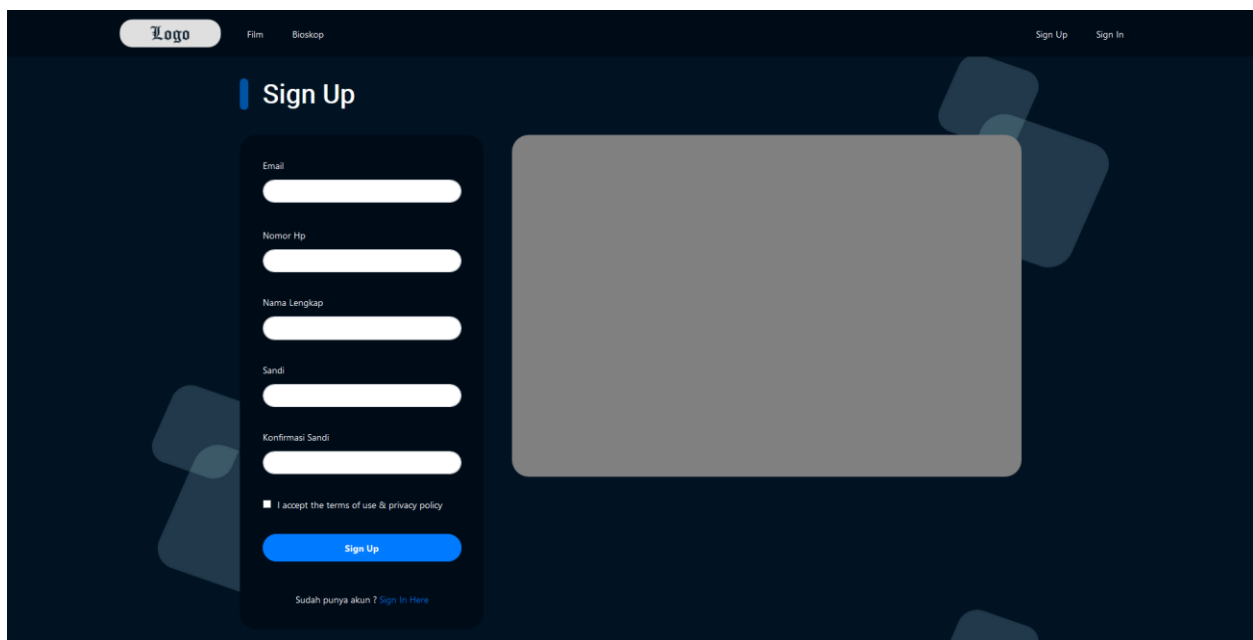 Logo
Film
Bioskop
Sign Up
Sign In
Sign Up
Email
Nomor Hp
Nama Lengkap
Sandi
Konfirmasi Sandi
I accept the terms of use & privacy policy
Sign Up
Sudah punya akun ? Sign In Here